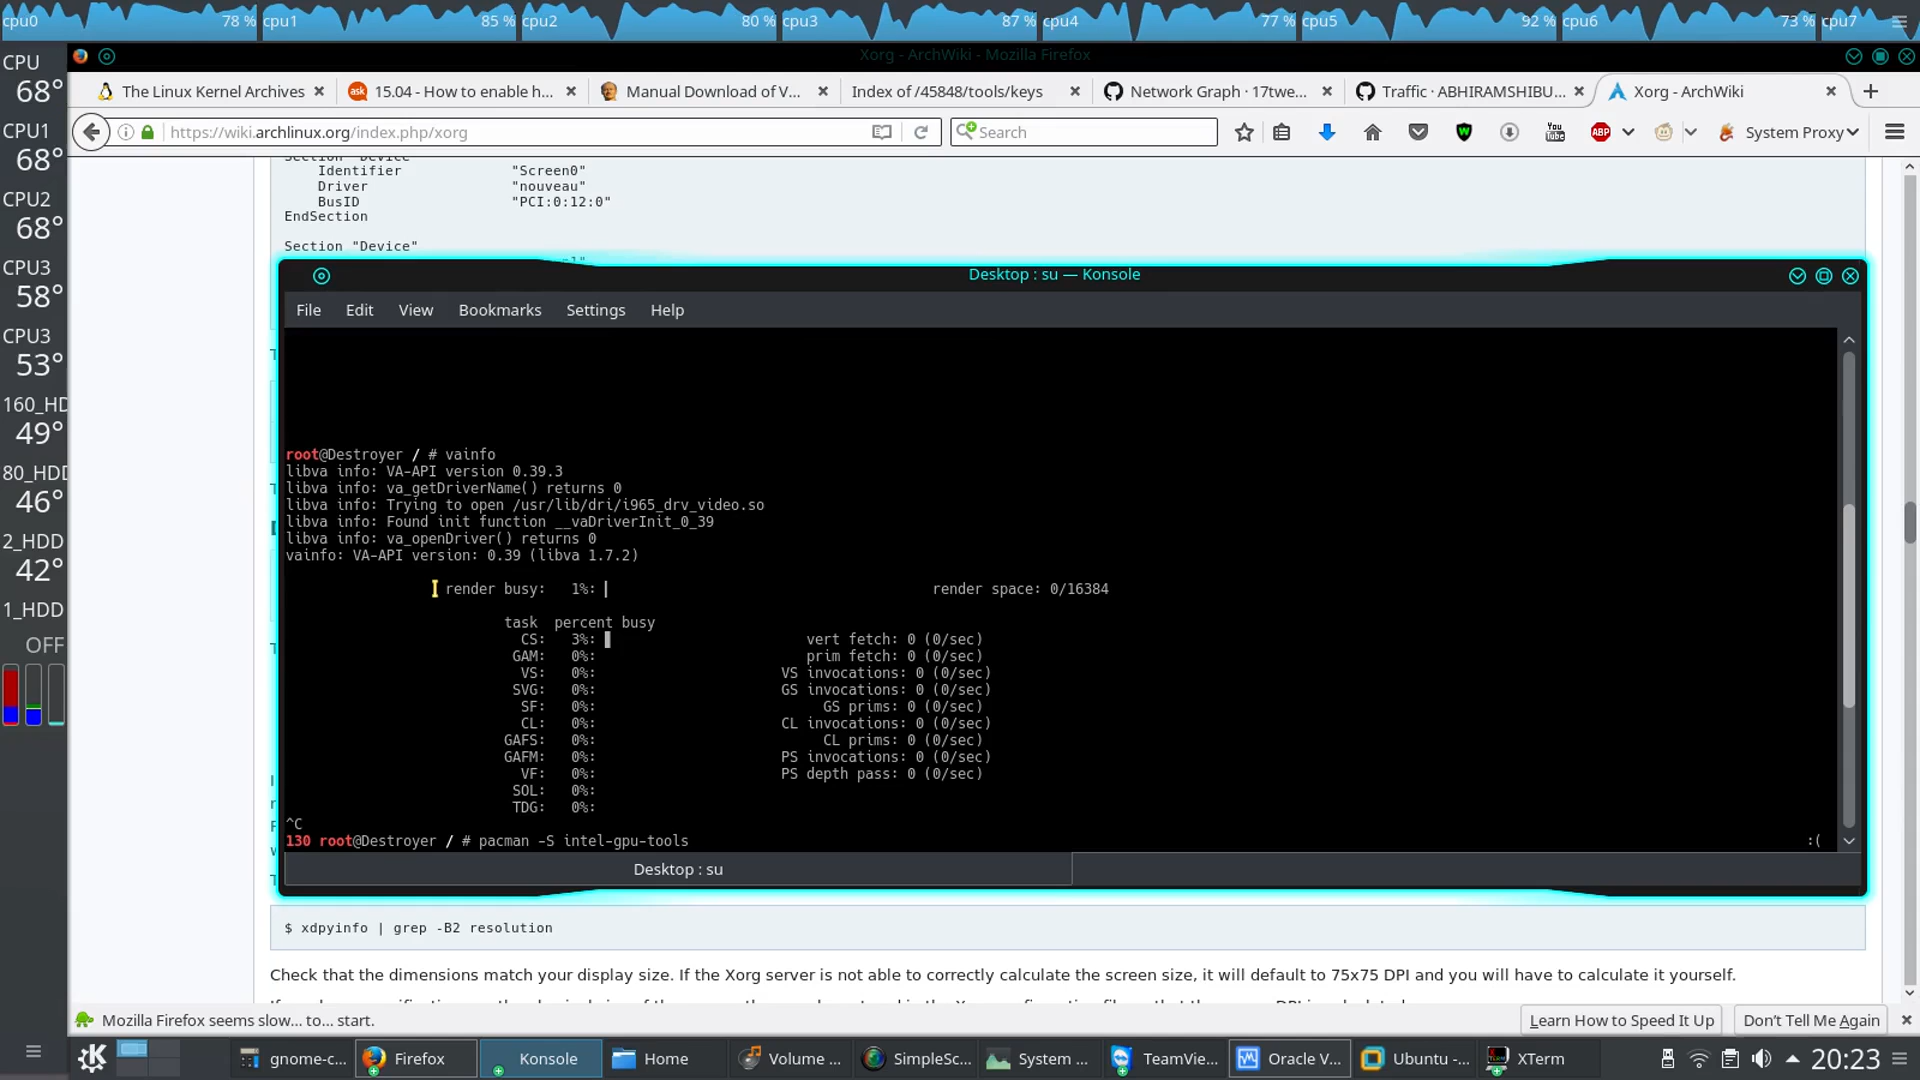 cpu0 78 % cpu1 85 % cpu2 80 % cpu3 87 % cpu4 77 % cpu5 92 % cpu6 73 % cpu7
Xorg - ArchWiki - Mozilla Firefox
CPU
68°
CPU1
68°
CPU2
68°
CPU3
58°
CPU3
53°
160_HD
49°
80_HDD
46°
2_HDD
42°
1_HDD
OFF
The Linux Kernel Archives
15.04 - How to enable h...
Manual Download of V...
Index of /45848/tools/keys
Network Graph · 17twe...
Traffic · ABHIRAMSHIBU...
Xorg - ArchWiki
https://wiki.archlinux.org/index.php/xorg
Search
ABP
System Proxy
Section "Device"
Identifier "Screen0"
Driver "nouveau"
BusID "PCI:0:12:0"
EndSection
Section "Device"
Desktop : su — Konsole
File Edit View Bookmarks Settings Help
root@Destroyer / # vainfo
libva info: VA-API version 0.39.3
libva info: va_getDriverName() returns 0
libva info: Trying to open /usr/lib/dri/i965_drv_video.so
libva info: Found init function __vaDriverInit_0_39
libva info: va_openDriver() returns 0
vainfo: VA-API version: 0.39 (libva 1.7.2)
render busy: 1%: render space: 0/16384
task percent busy
CS: 3%: vert fetch: 0 (0/sec)
GAM: 0%: prim fetch: 0 (0/sec)
VS: 0%: VS invocations: 0 (0/sec)
SVG: 0%: GS invocations: 0 (0/sec)
SF: 0%: GS prims: 0 (0/sec)
CL: 0%: CL invocations: 0 (0/sec)
GAFS: 0%: CL prims: 0 (0/sec)
GAFM: 0%: PS invocations: 0 (0/sec)
VF: 0%: PS depth pass: 0 (0/sec)
SOL: 0%:
TDG: 0%:
^C
130 root@Destroyer / # pacman -S intel-gpu-tools :(
Desktop : su
$ xdpyinfo | grep -B2 resolution
Check that the dimensions match your display size. If the Xorg server is not able to correctly calculate the screen size, it will default to 75x75 DPI and you will have to calculate it yourself.
Mozilla Firefox seems slow... to... start.
Learn How to Speed It Up
Don't Tell Me Again
gnome-c... Firefox Konsole Home Volume ... SimpleSc... System ... TeamVie... Oracle V... Ubuntu -... XTerm 20:23